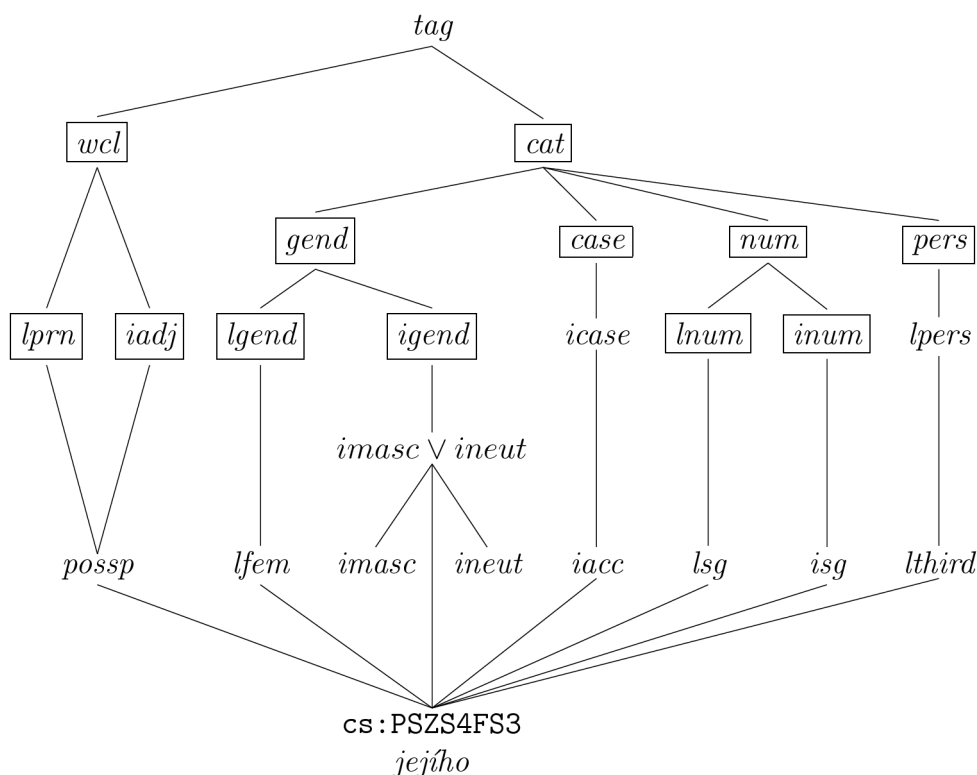 tag
wcl cat
gend case num pers
lprn iadj lgend igend icase lnum inum lpers
imasc ∨ ineut
possp lfem imasc ineut iacc lsg isg lthird
cs:PSZS4FS3
jejího